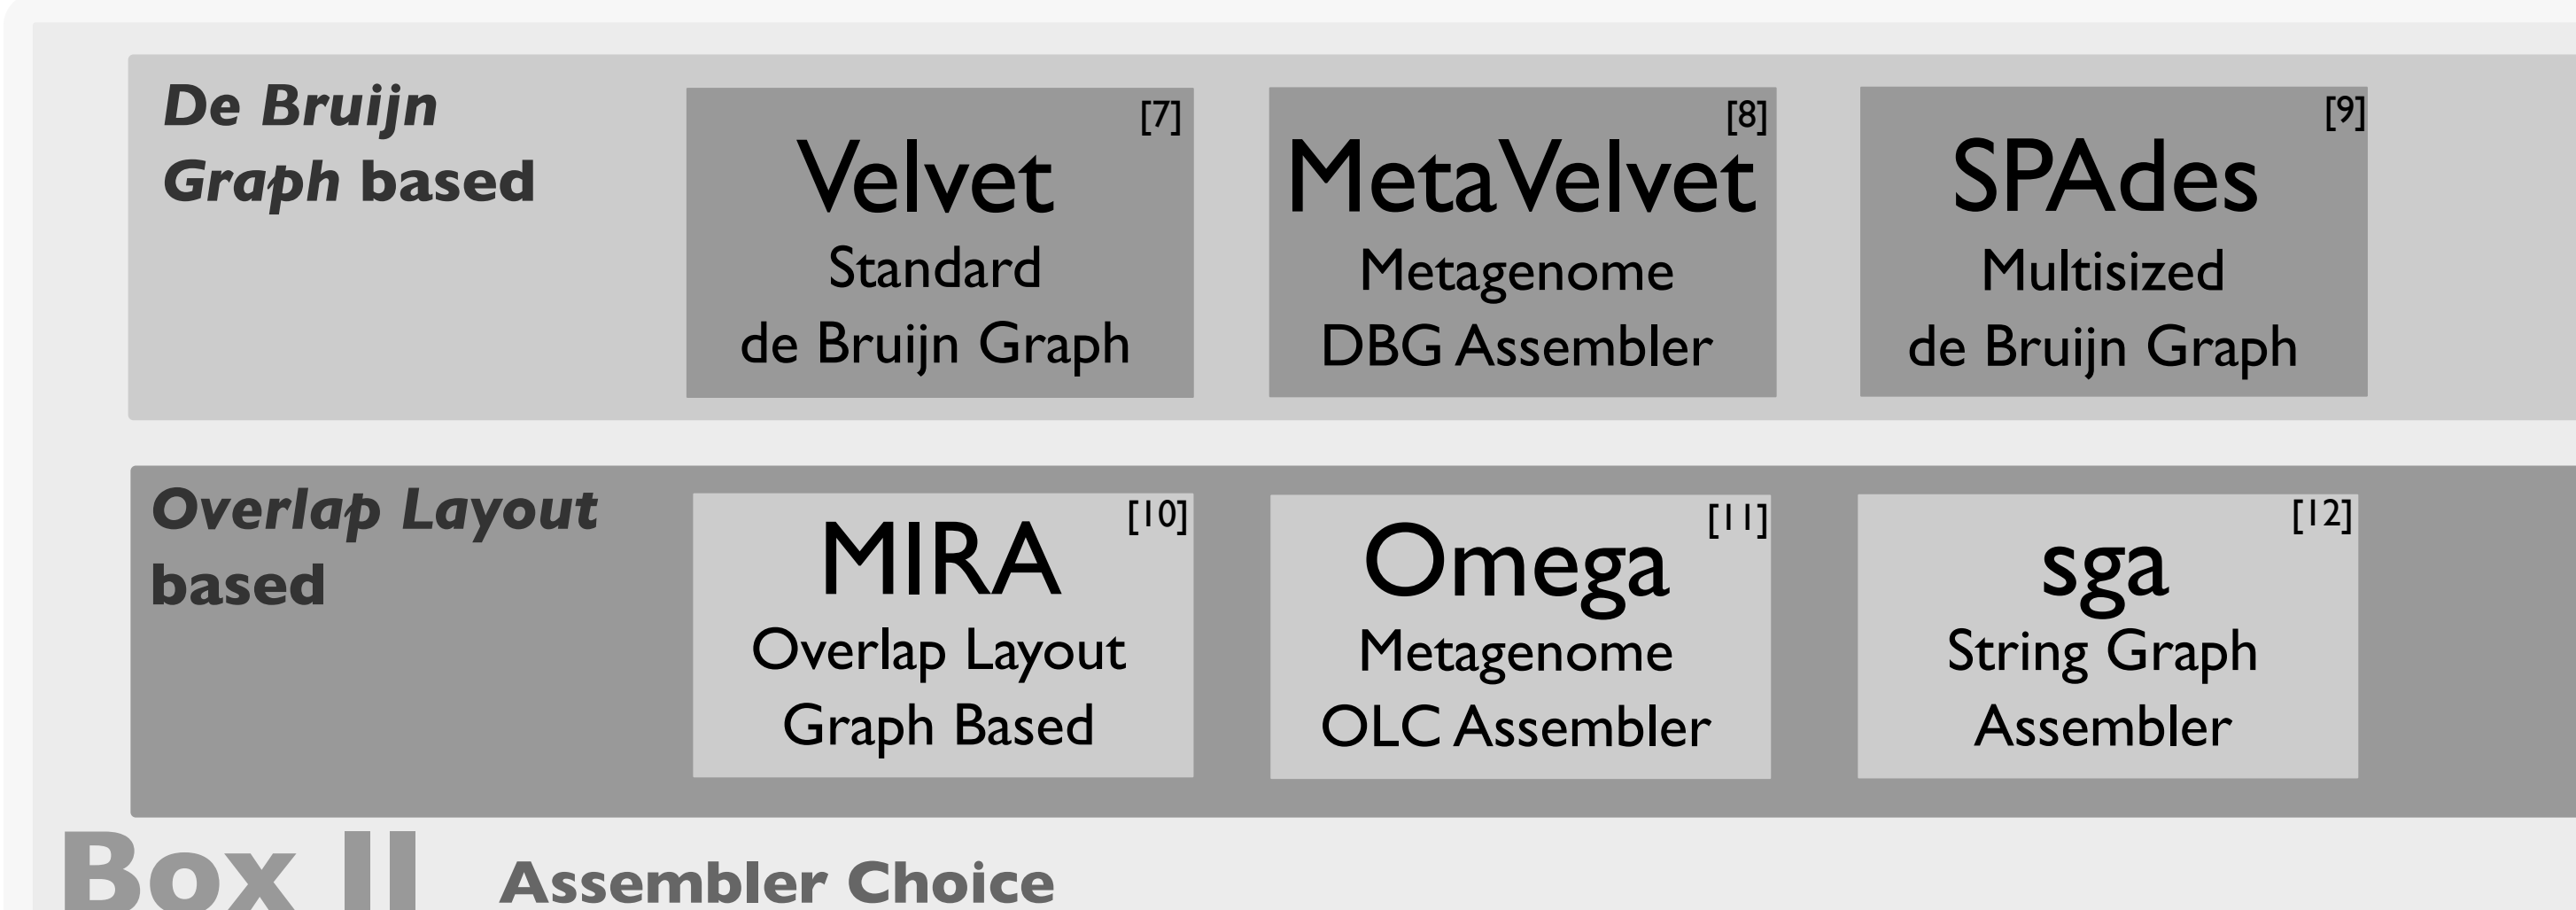 De Bruijn
Graph based
[7]
Velvet
Standard
de Bruijn Graph
[8]
MetaVelvet
Metagenome
DBG Assembler
[9]
SPAdes
Multisized
de Bruijn Graph
Overlap Layout
based
[10]
MIRA
Overlap Layout
Graph Based
[11]
Omega
Metagenome
OLC Assembler
[12]
sga
String Graph
Assembler
Box II
Assembler Choice